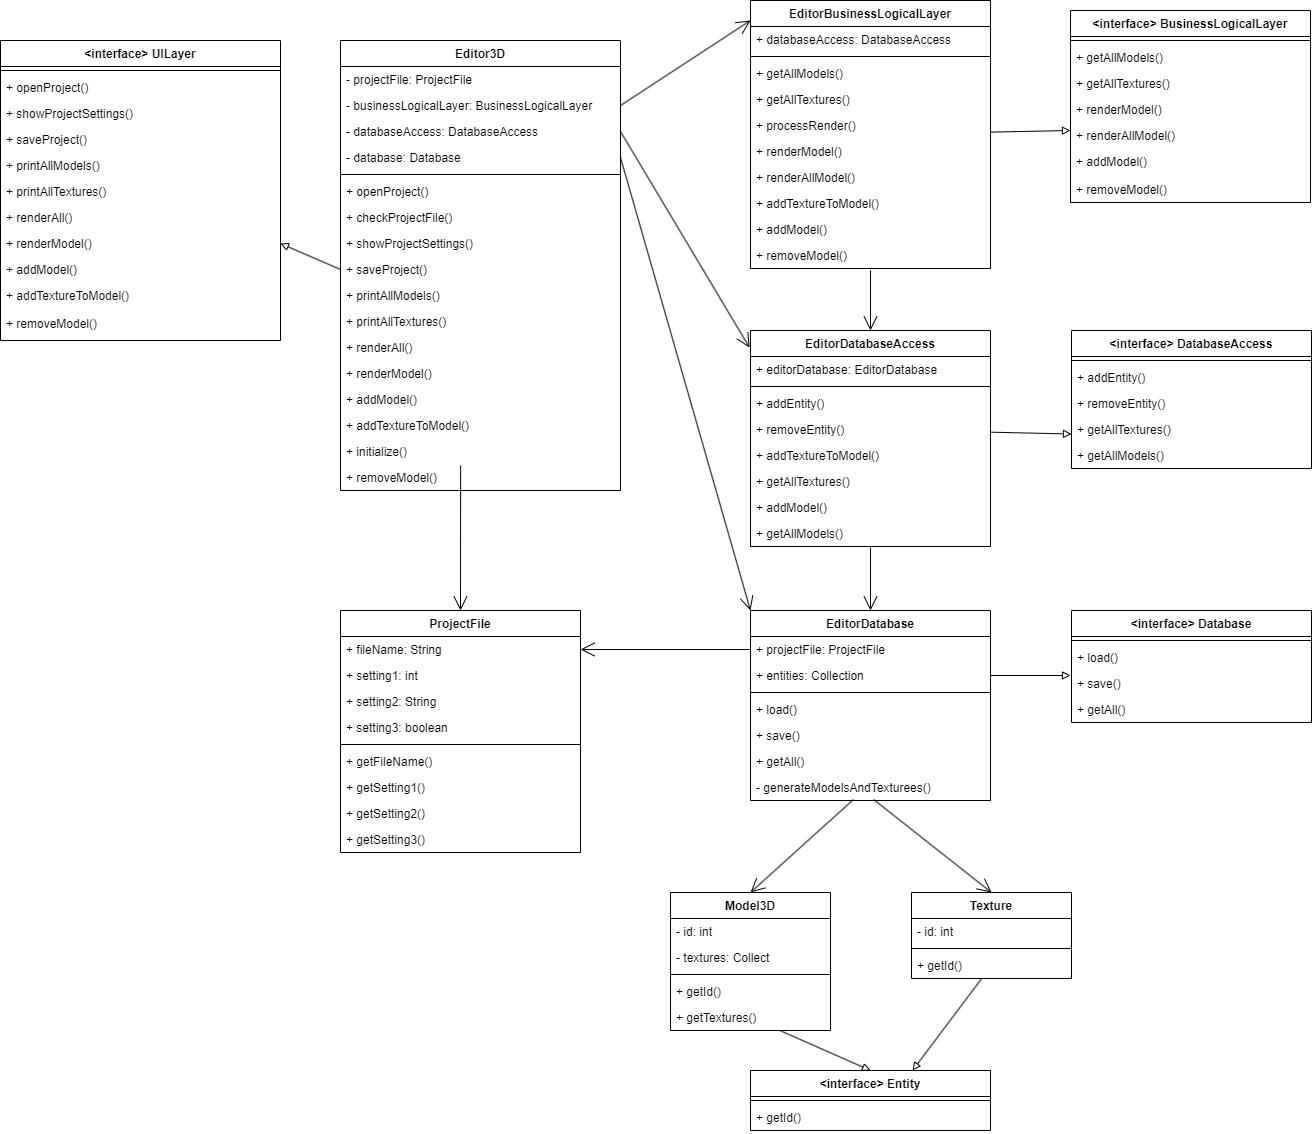 <interface> UILayer
+ openProject()
+ showProjectSettings()
+ saveProject()
+ printAllModels()
+ printAllTextures()
+ renderAll()
+ renderModel()
+ addModel()
+ addTextureToModel()
+ removeModel()
Editor3D
- projectFile: ProjectFile
- businessLogicalLayer: BusinessLogicalLayer
- databaseAccess: DatabaseAccess
- database: Database
+ openProject()
+ checkProjectFile()
+ showProjectSettings()
+ saveProject()
+ printAllModels()
+ printAllTextures()
+ renderAll()
+ renderModel()
+ addModel()
+ addTextureToModel()
+ initialize()
+ removeModel()
EditorBusinessLogicalLayer
+ databaseAccess: DatabaseAccess
+ getAllModels()
+ getAllTextures()
+ processRender()
+ renderModel()
+ renderAllModel()
+ addTextureToModel()
+ addModel()
+ removeModel()
<interface> BusinessLogicalLayer
+ getAllModels()
+ getAllTextures()
+ renderModel()
+ renderAllModel()
+ addModel()
+ removeModel()
EditorDatabaseAccess
+ editorDatabase: EditorDatabase
+ addEntity()
+ removeEntity()
+ addTextureToModel()
+ getAllTextures()
+ addModel()
+ getAllModels()
<interface> DatabaseAccess
+ addEntity()
+ removeEntity()
+ getAllTextures()
+ getAllModels()
ProjectFile
+ fileName: String
+ setting1: int
+ setting2: String
+ setting3: boolean
+ getFileName()
+ getSetting1()
+ getSetting2()
+ getSetting3()
EditorDatabase
+ projectFile: ProjectFile
+ entities: Collection
+ load()
+ save()
+ getAll()
- generateModelsAndTexturees()
<interface> Database
+ load()
+ save()
+ getAll()
Model3D
- id: int
- textures: Collect
+ getId()
+ getTextures()
Texture
- id: int
+ getId()
<interface> Entity
+ getId()